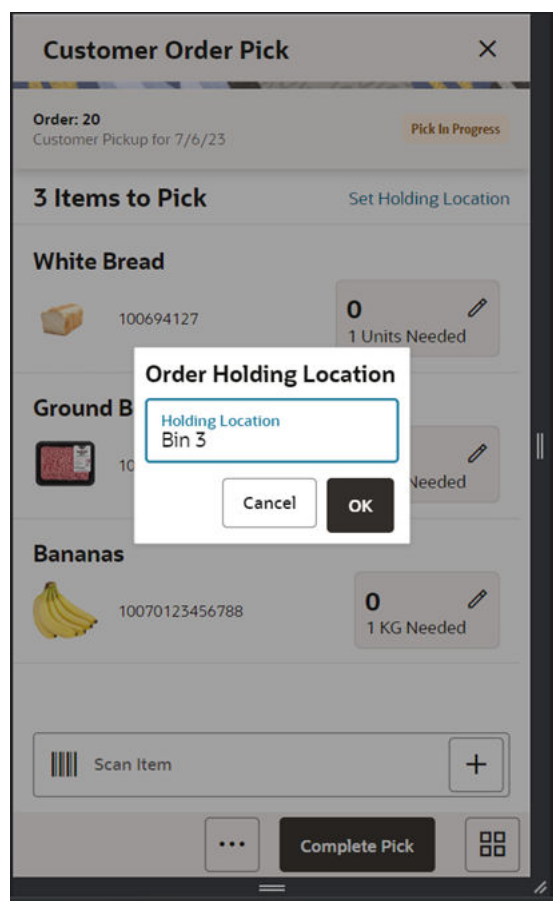 Customer Order Pick
Order: 20
Customer Pickup for 7/6/23
Pick In Progress
3 Items to Pick
Set Holding Location
White Bread
100694127
0
1 Units Needed
Order Holding Location
Ground B
Holding Location
Bin 3
10
Needed
Cancel
OK
Bananas
10070123456788
0
1 KG Needed
Scan Item
Complete Pick